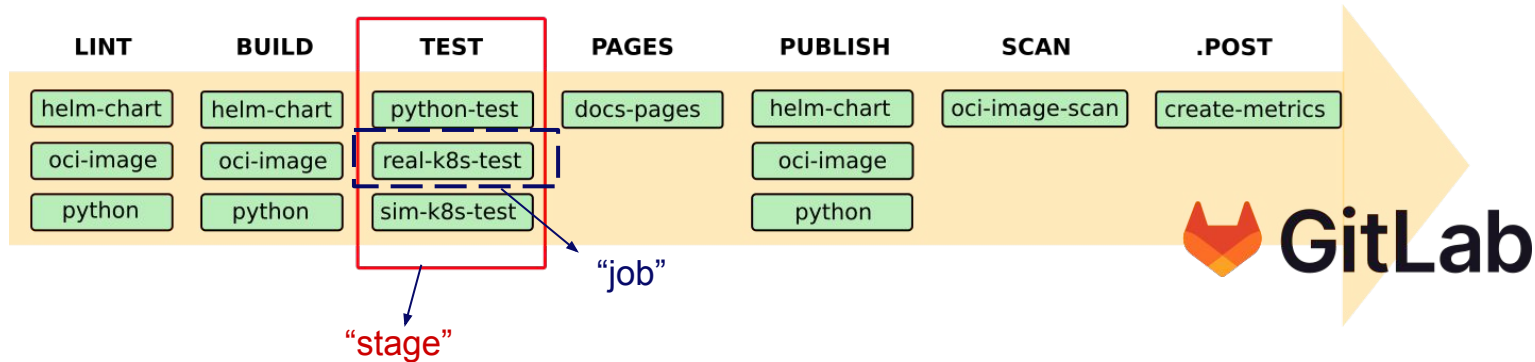 LINT BUILD TEST PAGES PUBLISH SCAN .POST
helm-chart helm-chart python-test docs-pages helm-chart oci-image-scan create-metrics
oci-image oci-image real-k8s-test oci-image
python python sim-k8s-test python
GitLab
“job”
“stage”